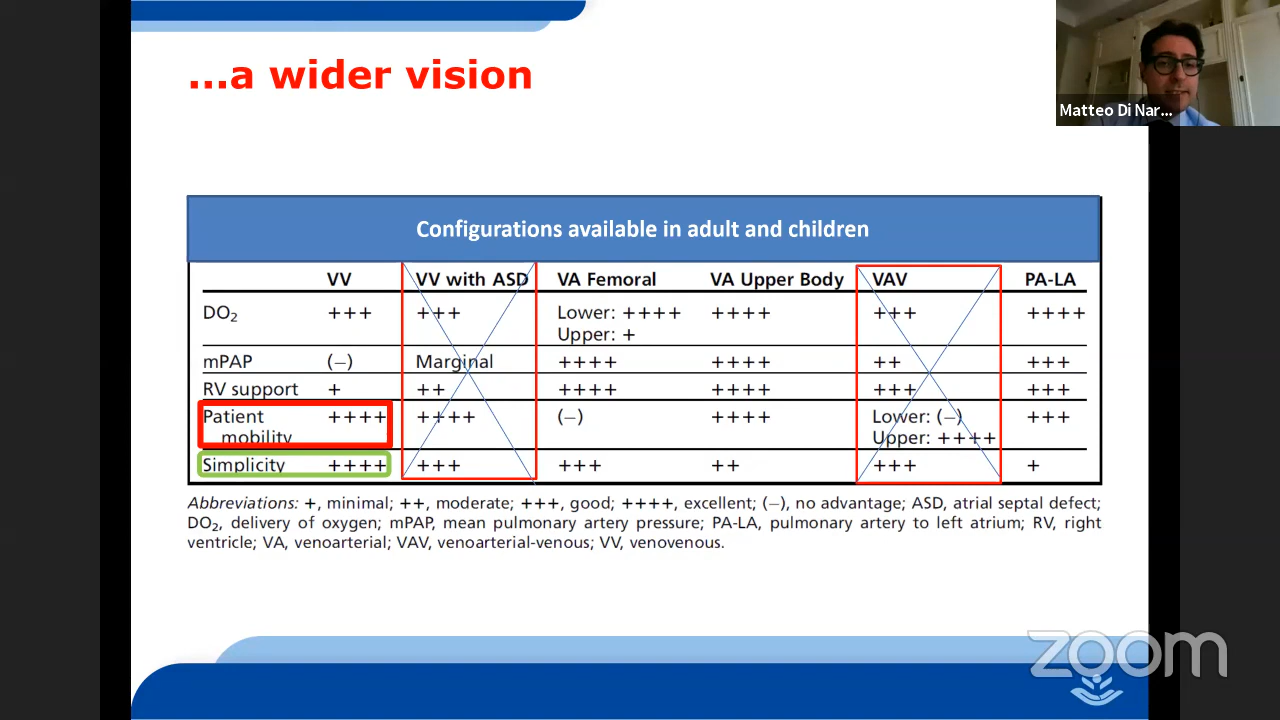 ...a wider vision
Matteo Di Nar...
Configurations available in adult and children
VV VV with ASD VA Femoral VA Upper Body VAV PA-LA
DO₂ +++ +++ Lower: ++++ ++++ +++ ++++
Upper: +
mPAP (−) Marginal ++++ ++++ ++ +++
RV support + ++ ++++ ++++ +++ +++
Patient ++++ ++++ (−) ++++ Lower: (−) +++
mobility Upper: ++++
Simplicity ++++ +++ +++ ++ +++ +
Abbreviations: +, minimal; ++, moderate; +++, good; ++++, excellent; (−), no advantage; ASD, atrial septal defect;
DO₂, delivery of oxygen; mPAP, mean pulmonary artery pressure; PA-LA, pulmonary artery to left atrium; RV, right
ventricle; VA, venoarterial; VAV, venoarterial-venous; VV, venovenous.
zoom